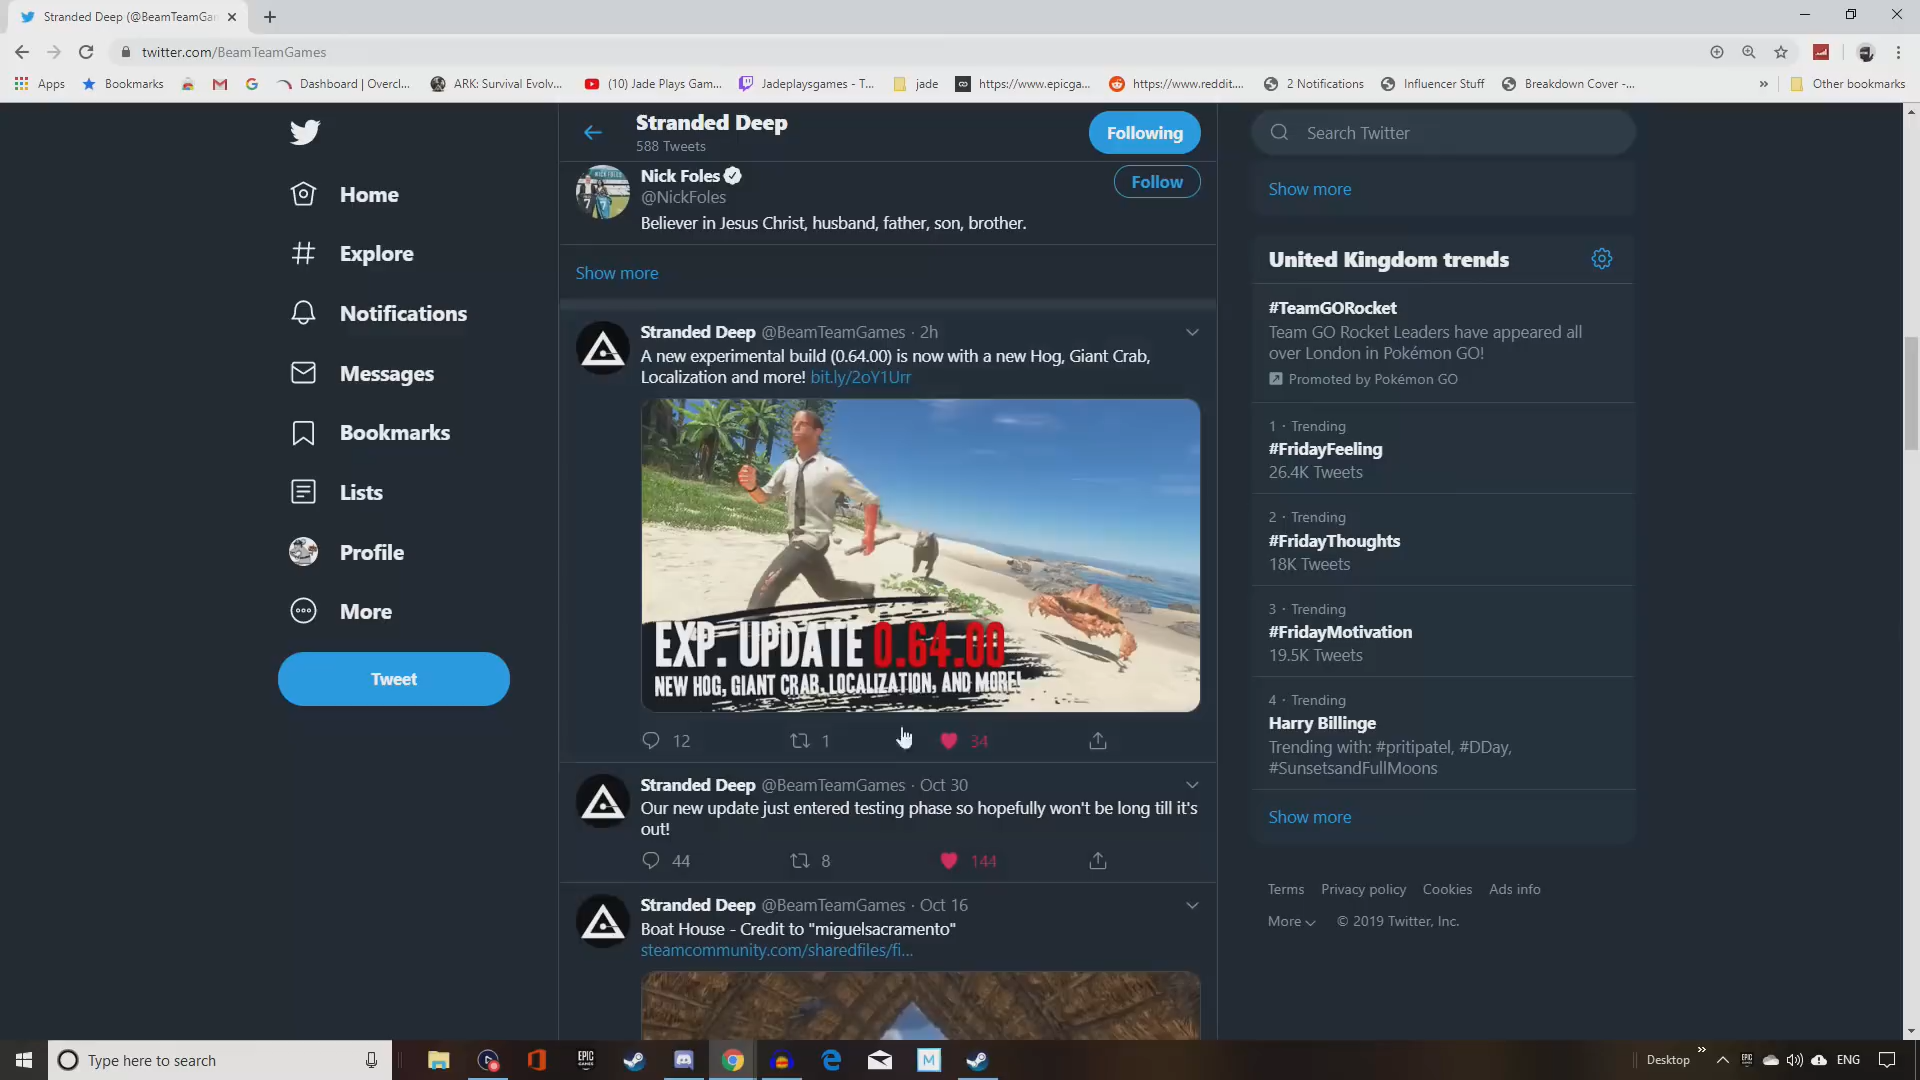 Stranded Deep (@BeamTeamGan
twitter.com/BeamTeamGames
Apps
Bookmarks
Dashboard | Overcl...
ARK: Survival Evolv...
(10) Jade Plays Gam...
Jadeplaysgames - T...
jade
https://www.epicga...
https://www.reddit....
2 Notifications
Influencer Stuff
Breakdown Cover -...
»
Other bookmarks
Home
Explore
Notifications
Messages
Bookmarks
Lists
Profile
More
Tweet
Stranded Deep
588 Tweets
Following
Nick Foles
@NickFoles
Follow
Believer in Jesus Christ, husband, father, son, brother.
Show more
Stranded Deep @BeamTeamGames · 2h
A new experimental build (0.64.00) is now with a new Hog, Giant Crab,
Localization and more! bit.ly/2oY1Urr
EXP. UPDATE 0.64.00
NEW HOG, GIANT CRAB, LOCALIZATION, AND MORE!
12 1 34
Stranded Deep @BeamTeamGames · Oct 30
Our new update just entered testing phase so hopefully won't be long till it's
out!
44 8 144
Stranded Deep @BeamTeamGames · Oct 16
Boat House - Credit to "miguelsacramento"
steamcommunity.com/sharedfiles/fi...
Search Twitter
Show more
United Kingdom trends
#TeamGORocket
Team GO Rocket Leaders have appeared all
over London in Pokémon GO!
Promoted by Pokémon GO
1 · Trending
#FridayFeeling
26.4K Tweets
2 · Trending
#FridayThoughts
18K Tweets
3 · Trending
#FridayMotivation
19.5K Tweets
4 · Trending
Harry Billinge
Trending with: #pritipatel, #DDay,
#SunsetsandFullMoons
Show more
Terms Privacy policy Cookies Ads info
More © 2019 Twitter, Inc.
Type here to search
EPIC GAMES
M
Desktop
»
ENG